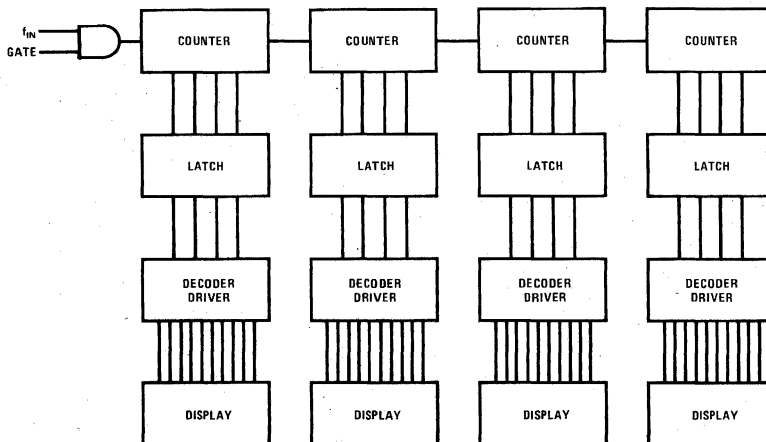 f_IN
GATE
COUNTER
COUNTER
COUNTER
COUNTER
LATCH
LATCH
LATCH
LATCH
DECODER
DRIVER
DECODER
DRIVER
DECODER
DRIVER
DECODER
DRIVER
DISPLAY
DISPLAY
DISPLAY
DISPLAY